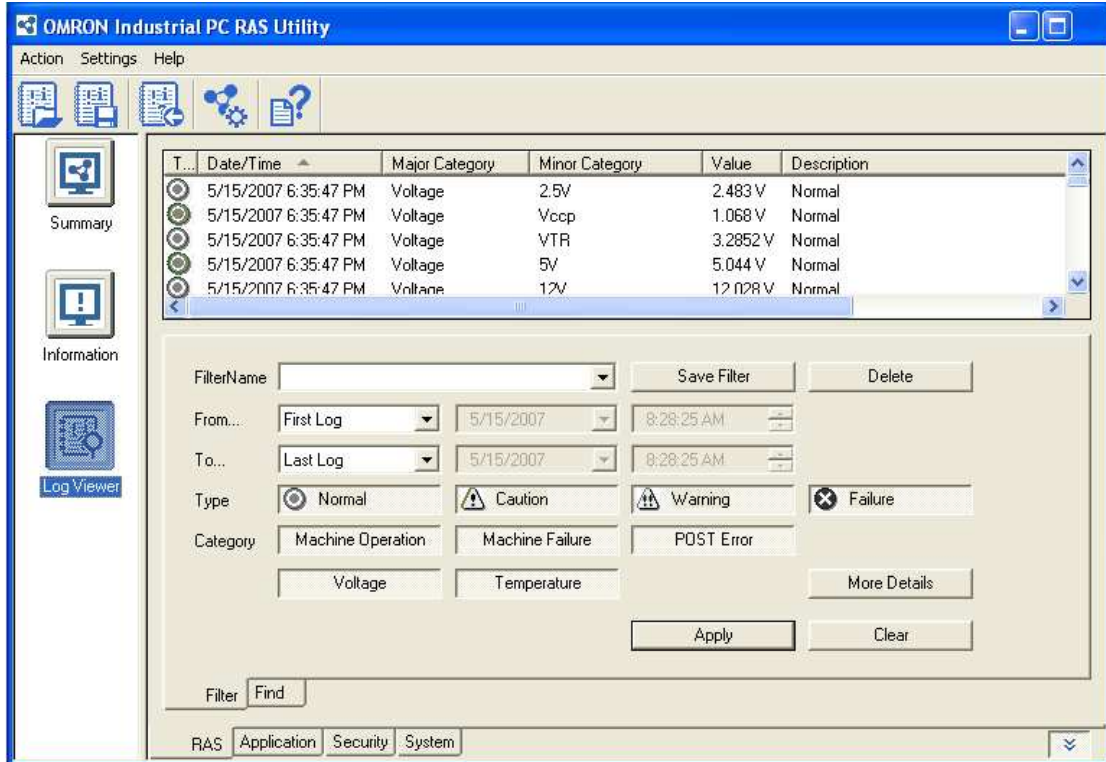 OMRON Industrial PC RAS Utility
Action Settings Help
T... Date/Time Major Category Minor Category Value Description
5/15/2007 6:35:47 PM Voltage 2.5V 2.483 V Normal
5/15/2007 6:35:47 PM Voltage Vccp 1.068 V Normal
5/15/2007 6:35:47 PM Voltage VTR 3.2852 V Normal
5/15/2007 6:35:47 PM Voltage 5V 5.044 V Normal
5/15/2007 6:35:47 PM Voltage 12V 12.028 V Normal
Summary
Information
Log Viewer
FilterName Save Filter Delete
From... First Log 5/15/2007 8:28:25 AM
To... Last Log 5/15/2007 8:28:25 AM
Type Normal Caution Warning Failure
Category Machine Operation Machine Failure POST Error
Voltage Temperature More Details
Apply Clear
Filter Find
RAS Application Security System